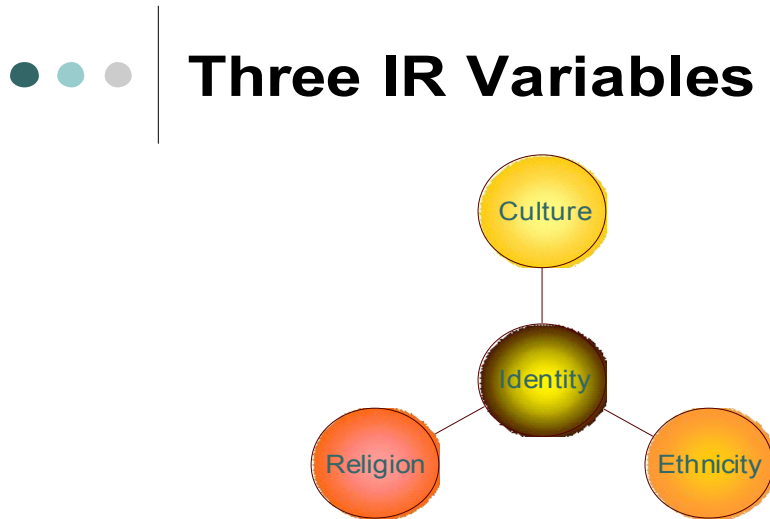 Three IR Variables
Culture
Identity
Religion
Ethnicity